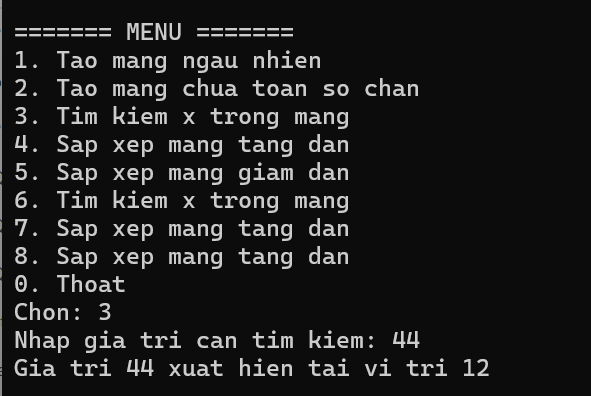 ======= MENU =======
1. Tao mang ngau nhien
2. Tao mang chua toan so chan
3. Tim kiem x trong mang
4. Sap xep mang tang dan
5. Sap xep mang giam dan
6. Tim kiem x trong mang
7. Sap xep mang tang dan
8. Sap xep mang tang dan
0. Thoat
Chon: 3
Nhap gia tri can tim kiem: 44
Gia tri 44 xuat hien tai vi tri 12